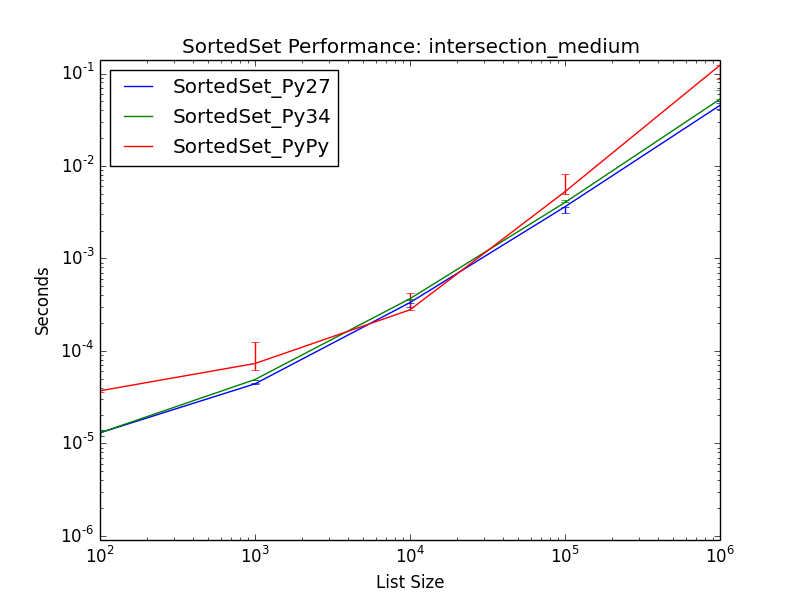 SortedSet Performance: intersection_medium
SortedSet_Py27
SortedSet_Py34
SortedSet_PyPy
Seconds
10^-1
10^-2
10^-3
10^-4
10^-5
10^-6
10^2 10^3 10^4 10^5 10^6
List Size